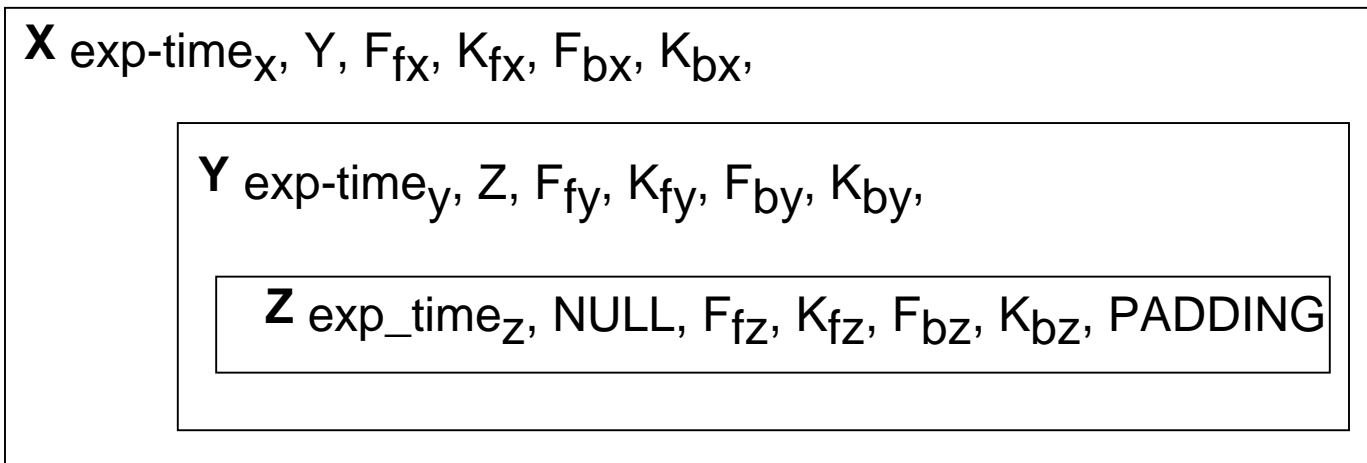 X exp-timex, Y, Ffx, Kfx, Fbx, Kbx,
Y exp-timey, Z, Ffy, Kfy, Fby, Kby,
Z exp_timez, NULL, Ffz, Kfz, Fbz, Kbz, PADDING